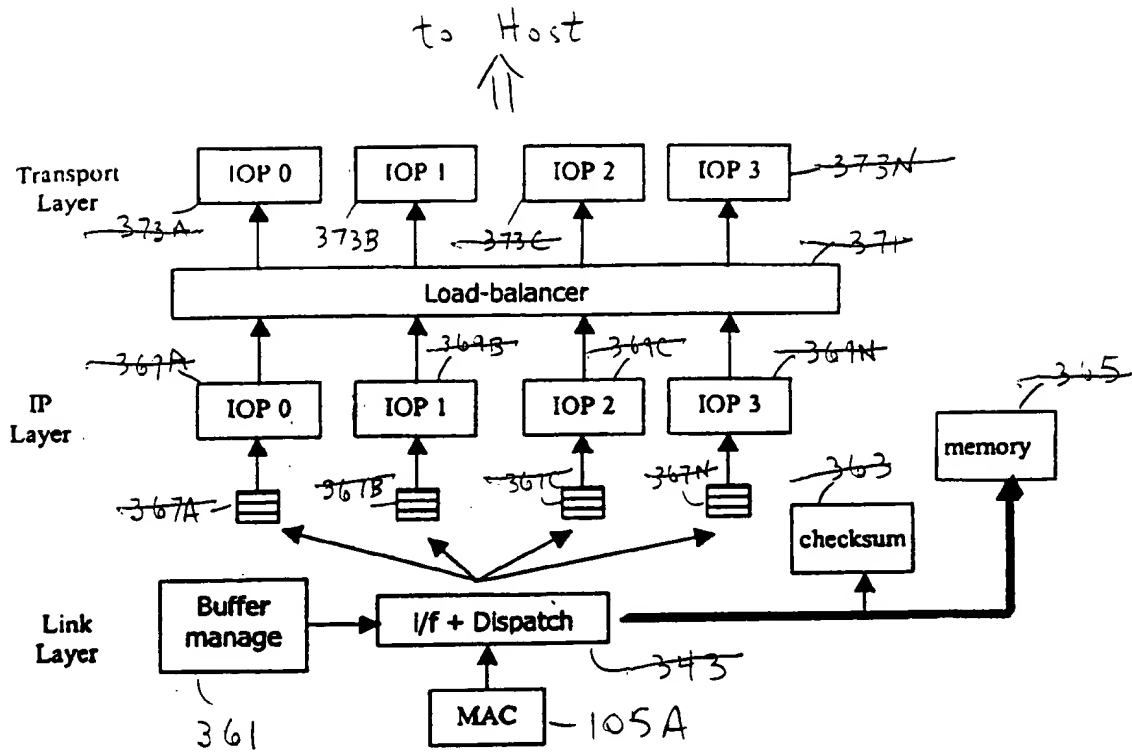 to Host
Transport
Layer
IOP 0
IOP 1
IOP 2
IOP 3
373N
373A
373B
373C
371
Load-balancer
367A
369B
369C
369N
365
IP
Layer
IOP 0
IOP 1
IOP 2
IOP 3
memory
363
367A
367B
367C
367N
checksum
Link
Layer
Buffer
manage
i/f + Dispatch
343
361
MAC
105A